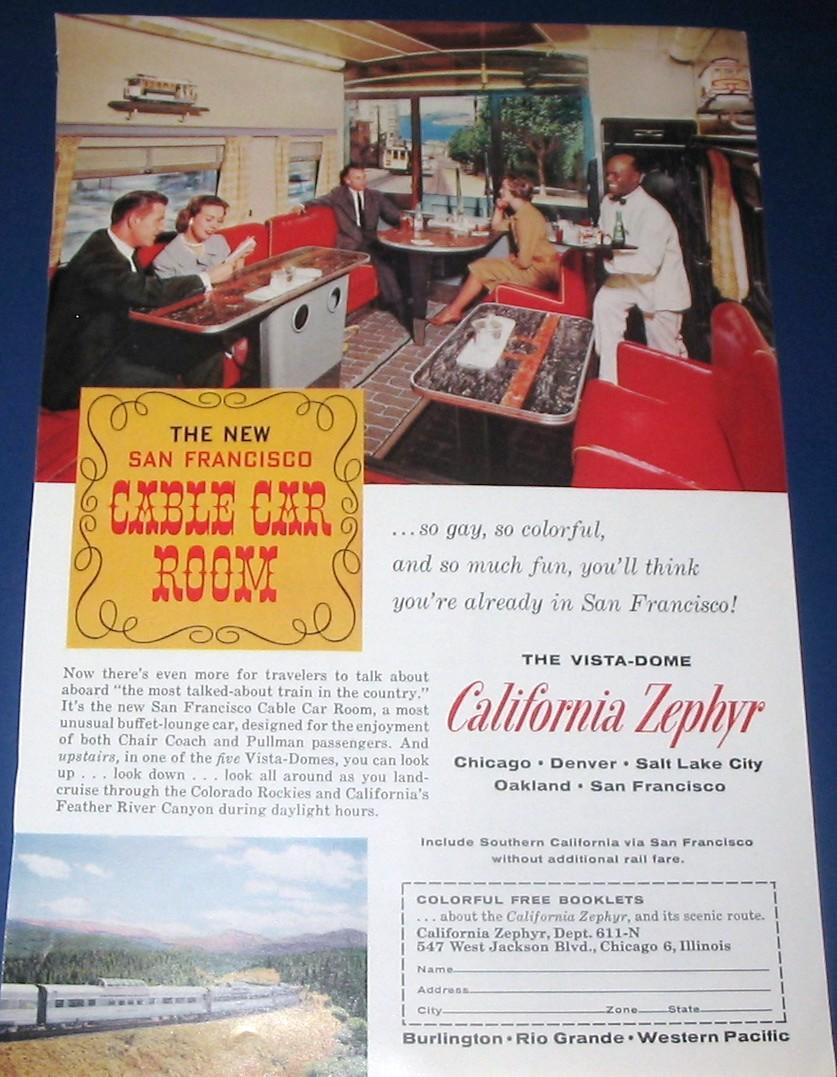 THE NEW
SAN FRANCISCO
CABLE CAR
ROOM
...so gay, so colorful,
and so much fun, you'll think
you're already in San Francisco!
Now there's even more for travelers to talk about
aboard "the most talked-about train in the country."
It's the new San Francisco Cable Car Room, a most
unusual buffet-lounge car, designed for the enjoyment
of both Chair Coach and Pullman passengers. And
upstairs, in one of the five Vista-Domes, you can look
up . . . look down . . . look all around as you land-
cruise through the Colorado Rockies and California's
Feather River Canyon during daylight hours.
THE VISTA-DOME
California Zephyr
Chicago • Denver • Salt Lake City
Oakland • San Francisco
Include Southern California via San Francisco
without additional rail fare.
COLORFUL FREE BOOKLETS
. . . about the California Zephyr, and its scenic route.
California Zephyr, Dept. 611-N
547 West Jackson Blvd., Chicago 6, Illinois
Name
Address
City Zone State
Burlington • Rio Grande • Western Pacific